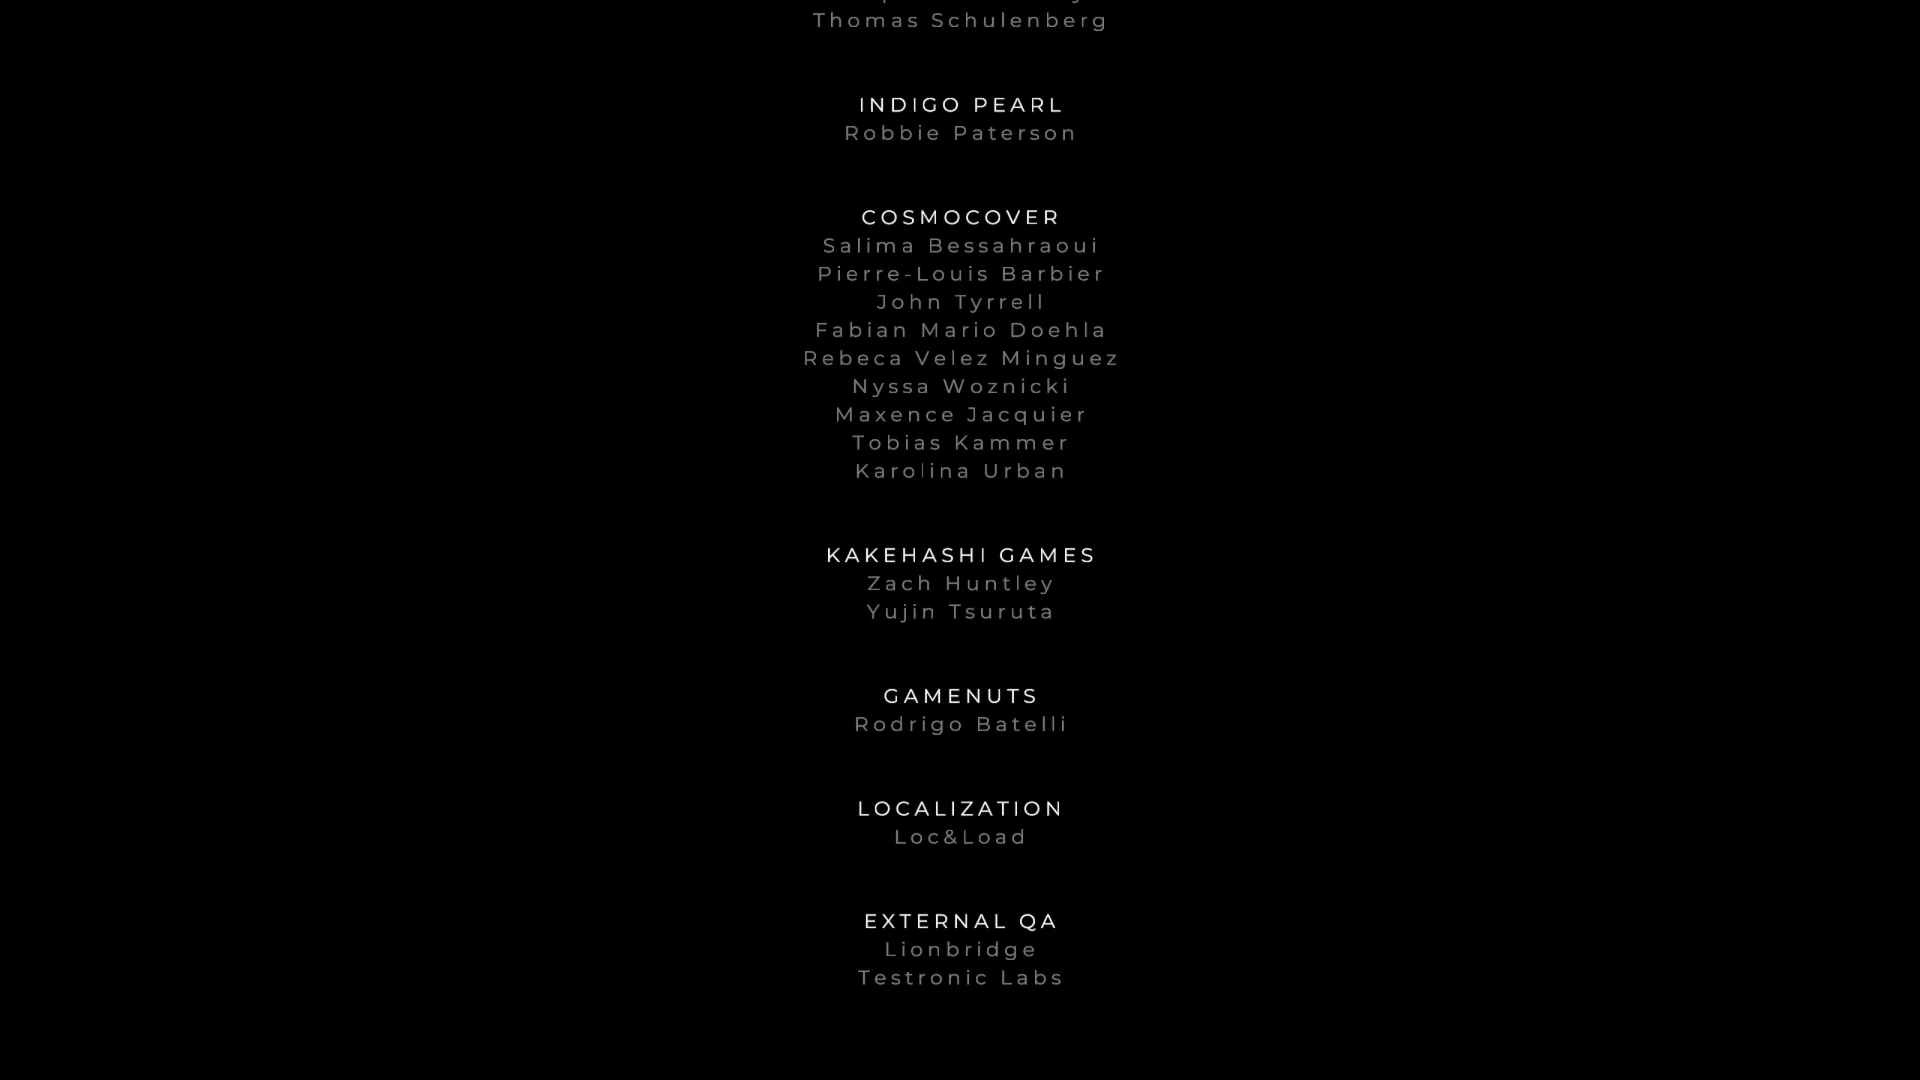 Thomas Schulenberg
INDIGO PEARL
Robbie Paterson
COSMOCOVER
Salima Bessahraoui
Pierre-Louis Barbier
John Tyrrell
Fabian Mario Doehla
Rebeca Velez Minguez
Nyssa Woznicki
Maxence Jacquier
Tobias Kammer
Karolina Urban
KAKEHASHI GAMES
Zach Huntley
Yujin Tsuruta
GAMENUTS
Rodrigo Batelli
LOCALIZATION
Loc&Load
EXTERNAL QA
Lionbridge
Testronic Labs